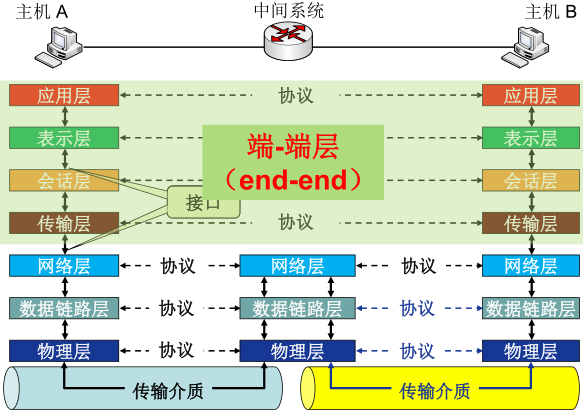 主机 A
中间系统
主机 B
应用层
协议
应用层
表示层
表示层
端-端层
（end-end）
会话层
会话层
接口
传输层
协议
传输层
网络层
协议
网络层
协议
网络层
数据链路层
协议
数据链路层
协议
数据链路层
物理层
协议
物理层
协议
物理层
传输介质
传输介质